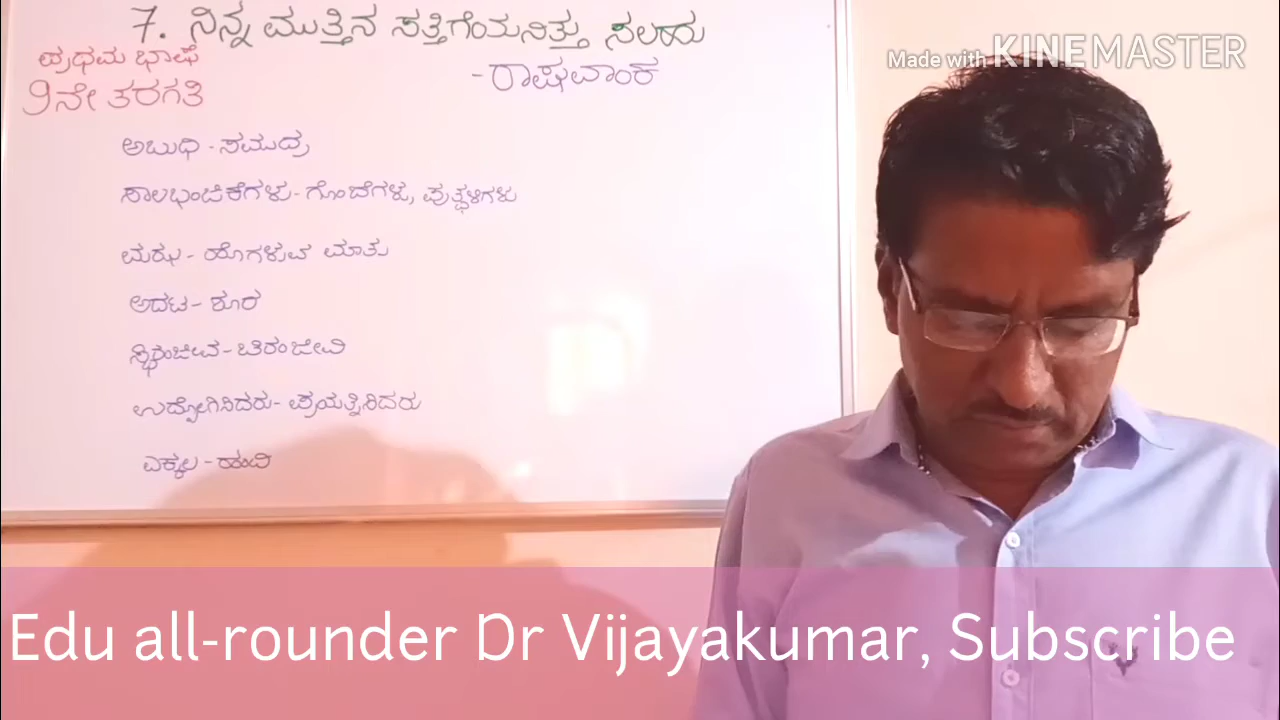 7. ನಿನ್ನ ಮುತ್ತಿನ ಸತ್ತಿಗೆಯನಿತ್ತು ಸಲಹು
- ರಾಘವಾಂಕ
ಪ್ರಥಮ ಭಾಷೆ
9ನೇ ತರಗತಿ
ಅಬುಧಿ - ಸಮುದ್ರ
ಸಾಲಭಂಜಿಕೆಗಳು - ಗೊಂಬೆಗಳು, ಪುತ್ಥಳಿಗಳು
ಮಝ - ಹೊಗಳುವ ಮಾತು
ಅದಟ - ಶೂರ
ಚಿರಂಜೀವಿ
ಉದ್ಯೋಗಿಸಿದರು - ಪ್ರಯತ್ನಿಸಿದರು
ಎಕ್ಕಲ - ಹಂದಿ
Made with KINEMASTER
Edu all-rounder Dr Vijayakumar, Subscribe